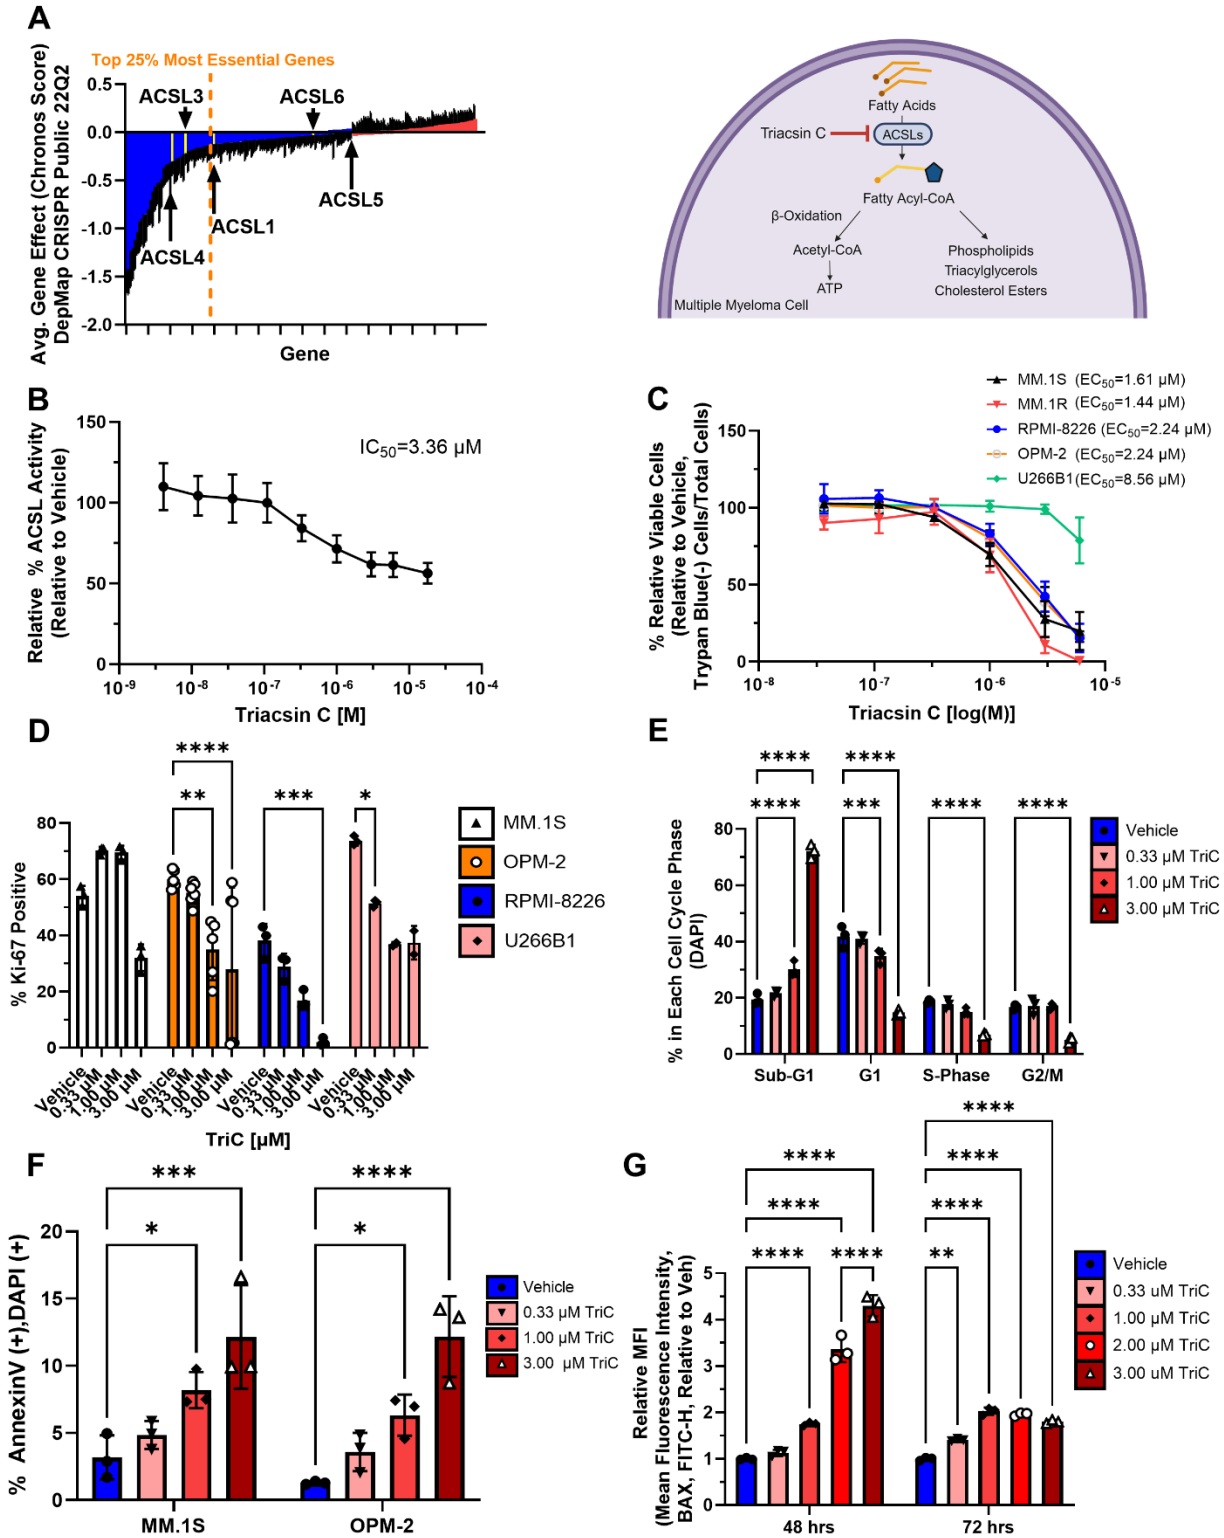 A
Top 25% Most Essential Genes
Avg. Gene Effect (Chronos Score)
DepMap CRISPR Public 22Q2
0.5
0.0
-0.5
-1.0
-1.5
-2.0
ACSL3
ACSL6
ACSL5
ACSL1
ACSL4
Gene
Fatty Acids
Triacsin C
ACSLs
Fatty Acyl-CoA
β-Oxidation
Acetyl-CoA
ATP
Phospholipids
Triacylglycerols
Cholesterol Esters
Multiple Myeloma Cell
B
Relative % ACSL Activity
(Relative to Vehicle)
150
100
50
0
IC50=3.36 µM
10-9
10-8
10-7
10-6
10-5
10-4
Triacsin C [M]
C
MM.1S (EC50=1.61 µM)
MM.1R (EC50=1.44 µM)
RPMI-8226 (EC50=2.24 µM)
OPM-2 (EC50=2.24 µM)
U266B1 (EC50=8.56 µM)
% Relative Viable Cells
(Relative to Vehicle,
Trypan Blue(-) Cells/Total Cells)
150
100
50
0
10-8
10-7
10-6
10-5
Triacsin C [log(M)]
D
% Ki-67 Positive
80
60
40
20
0
****
**
***
*
MM.1S
OPM-2
RPMI-8226
U266B1
Vehicle
0.33 µM
1.00 µM
3.00 µM
Vehicle
0.33 µM
1.00 µM
3.00 µM
Vehicle
0.33 µM
1.00 µM
3.00 µM
Vehicle
0.33 µM
1.00 µM
3.00 µM
TriC [µM]
E
% in Each Cell Cycle Phase
(DAPI)
80
60
40
20
0
****
****
****
***
****
****
Vehicle
0.33 µM TriC
1.00 µM TriC
3.00 µM TriC
Sub-G1
G1
S-Phase
G2/M
F
% AnnexinV (+),DAPI (+)
20
15
10
5
0
***
*
****
*
Vehicle
0.33 µM TriC
1.00 µM TriC
3.00 µM TriC
MM.1S
OPM-2
G
Relative MFI
(Mean Fluorescence Intensity,
BAX, FITC-H, Relative to Veh)
5
4
3
2
1
0
****
****
****
****
****
****
****
**
Vehicle
0.33 uM TriC
1.00 µM TriC
2.00 µM TriC
3.00 uM TriC
48 hrs
72 hrs